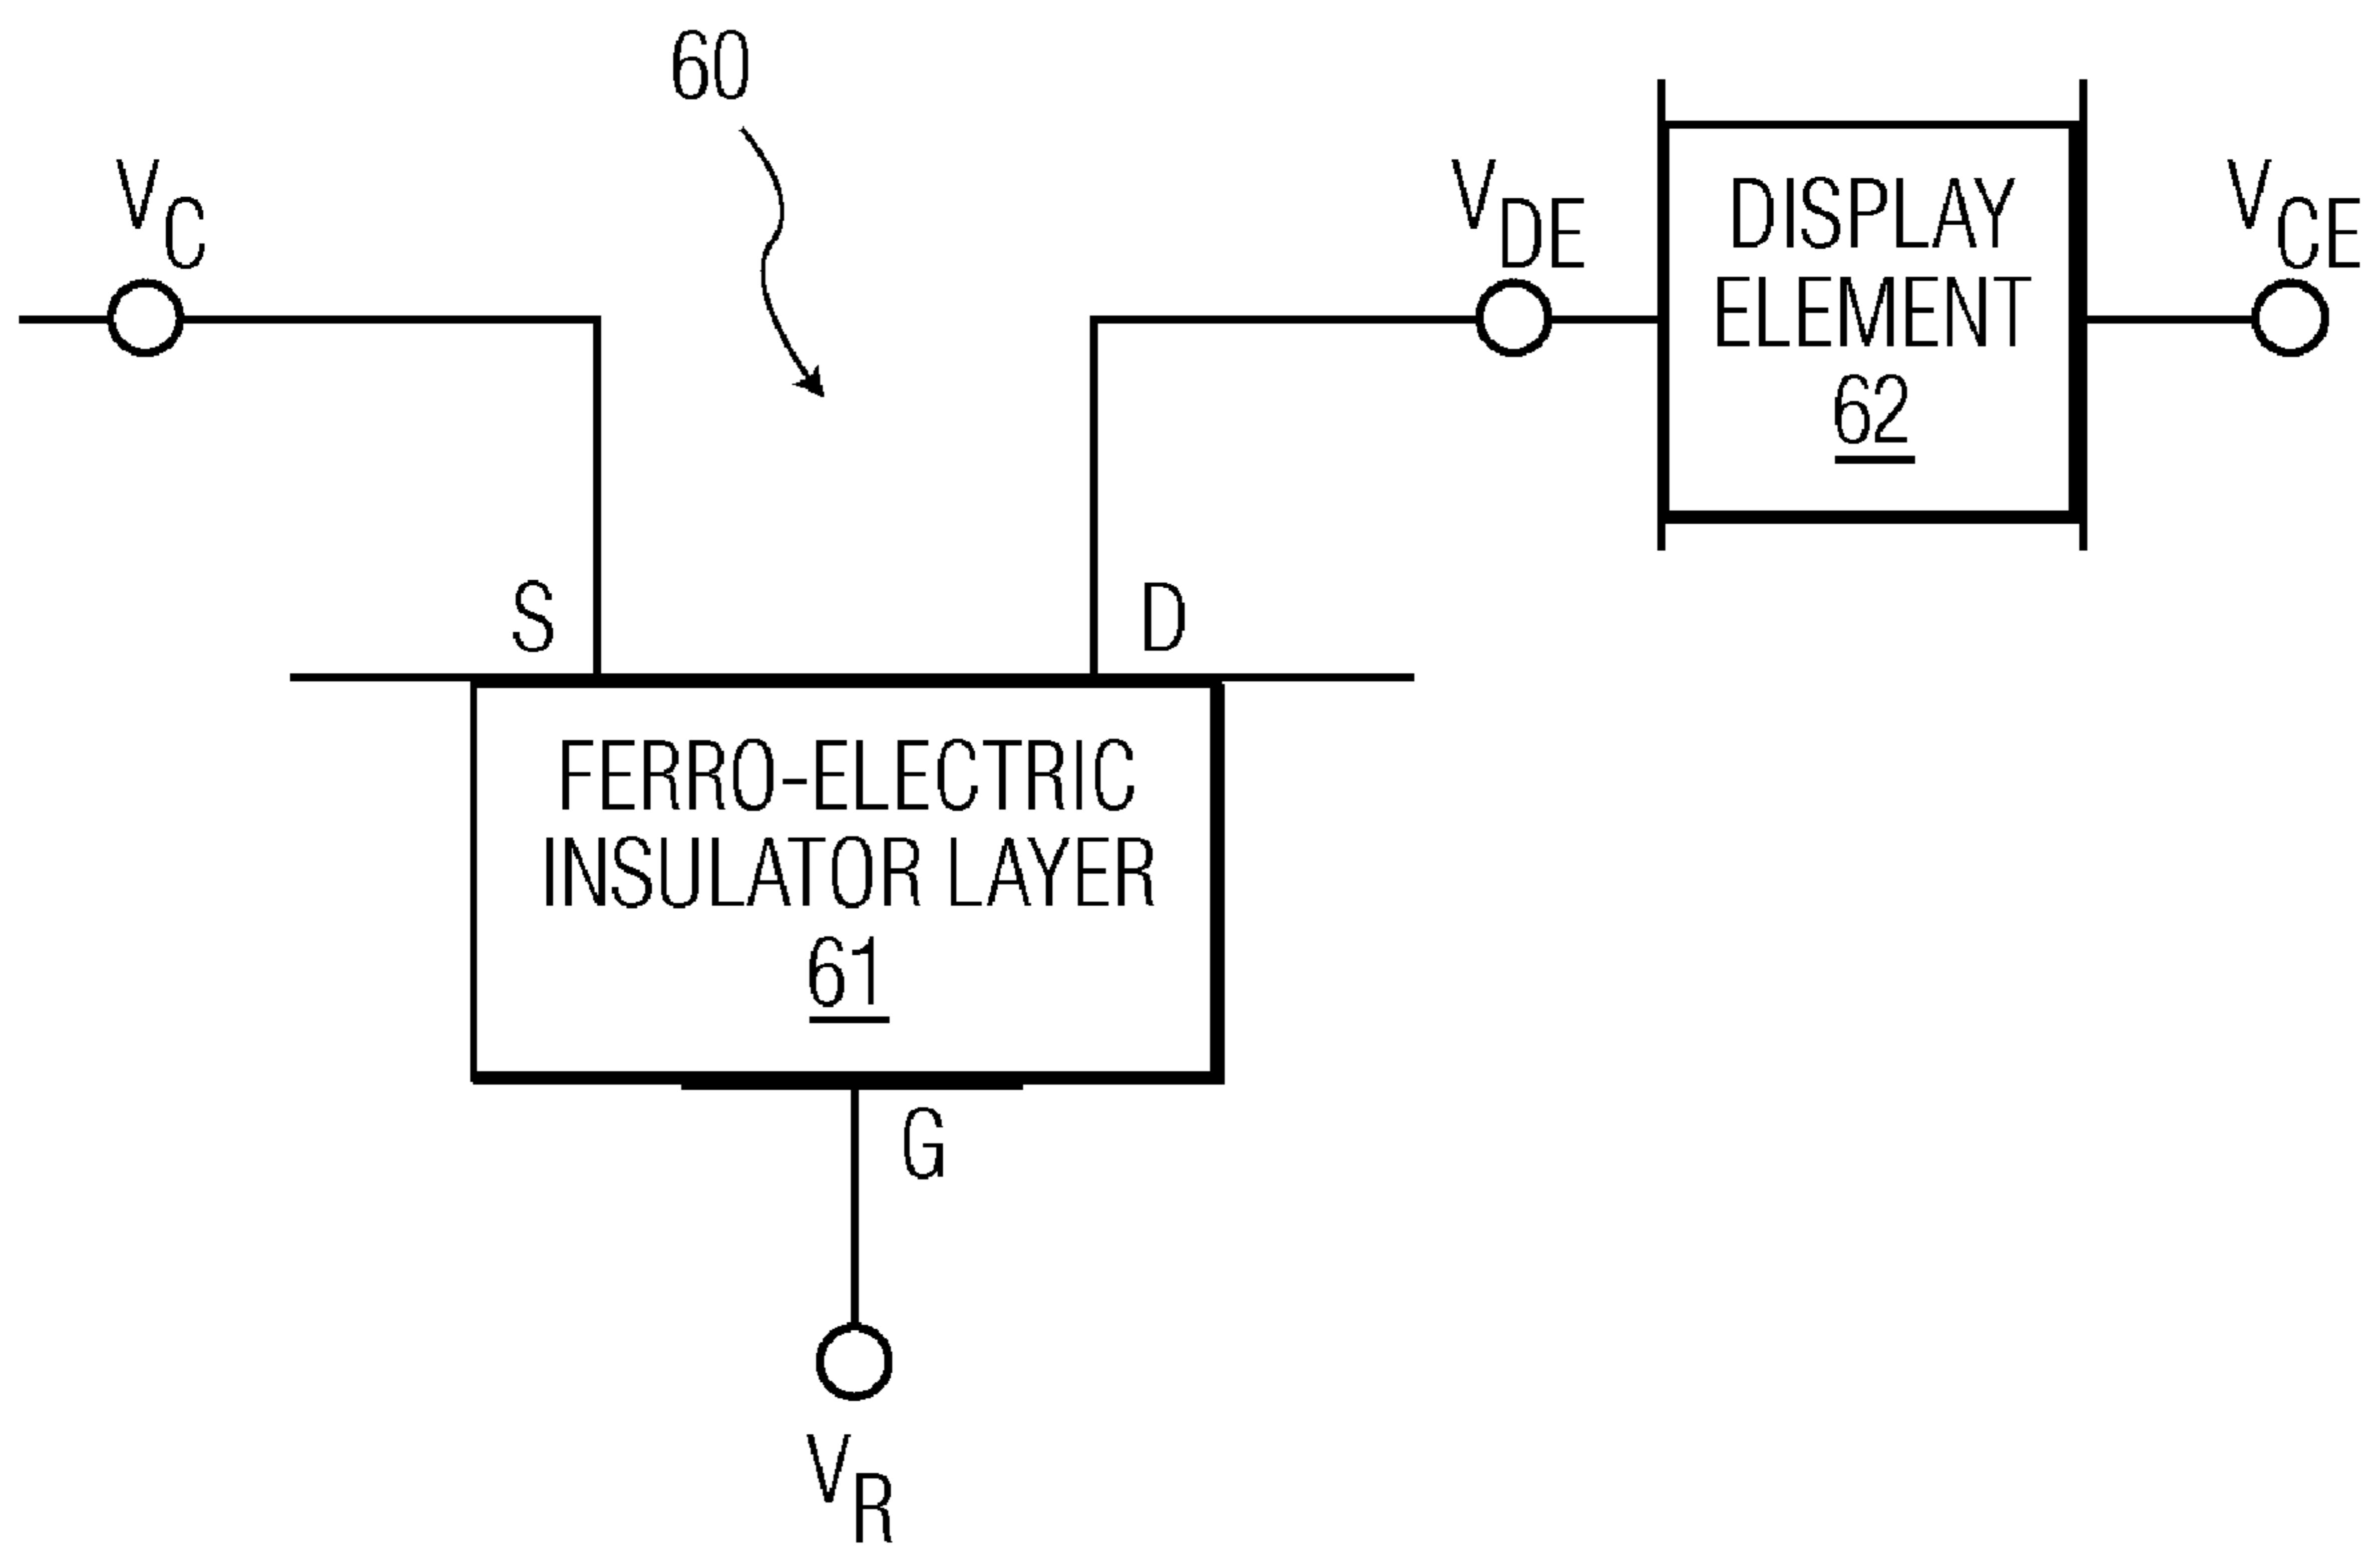 60
VC
VDE
DISPLAY
ELEMENT
62
VCE
S
D
FERRO-ELECTRIC
INSULATOR LAYER
61
G
VR